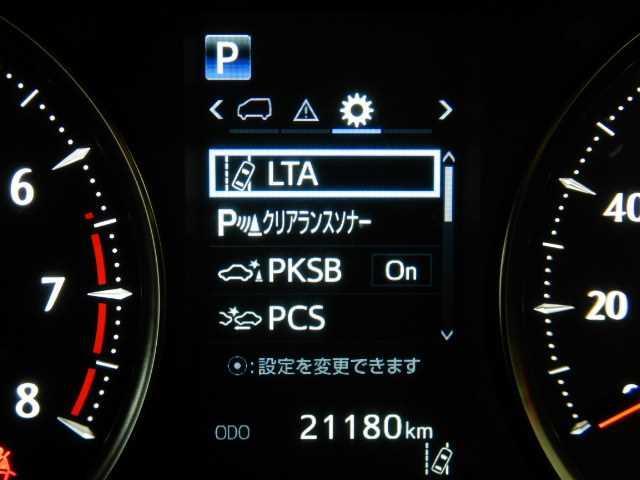 P
LTA
P クリアランスソナー
PKSB On
PCS
:設定を変更できます
ODO 21180km
6
7
8
40
20